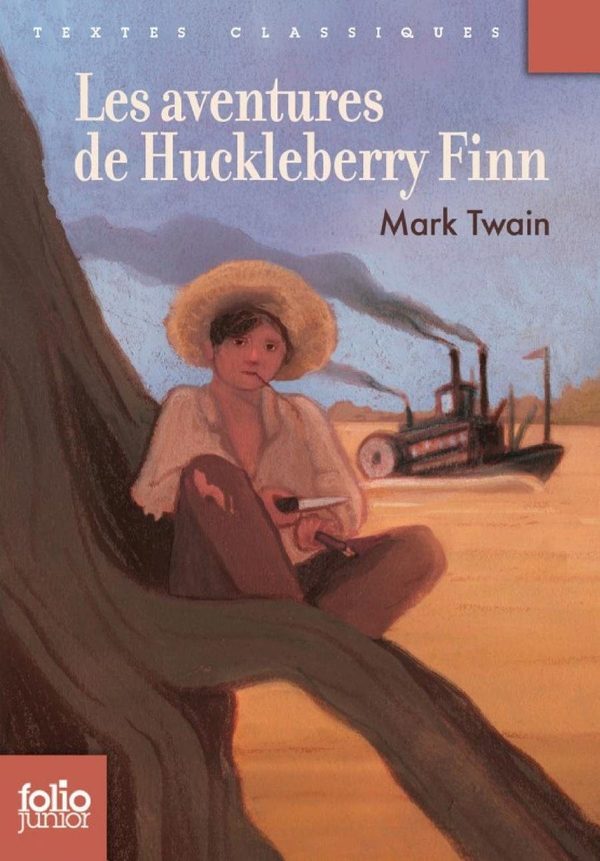 TEXTES CLASSIQUES
Les aventures
de Huckleberry Finn
Mark Twain
folio
junior